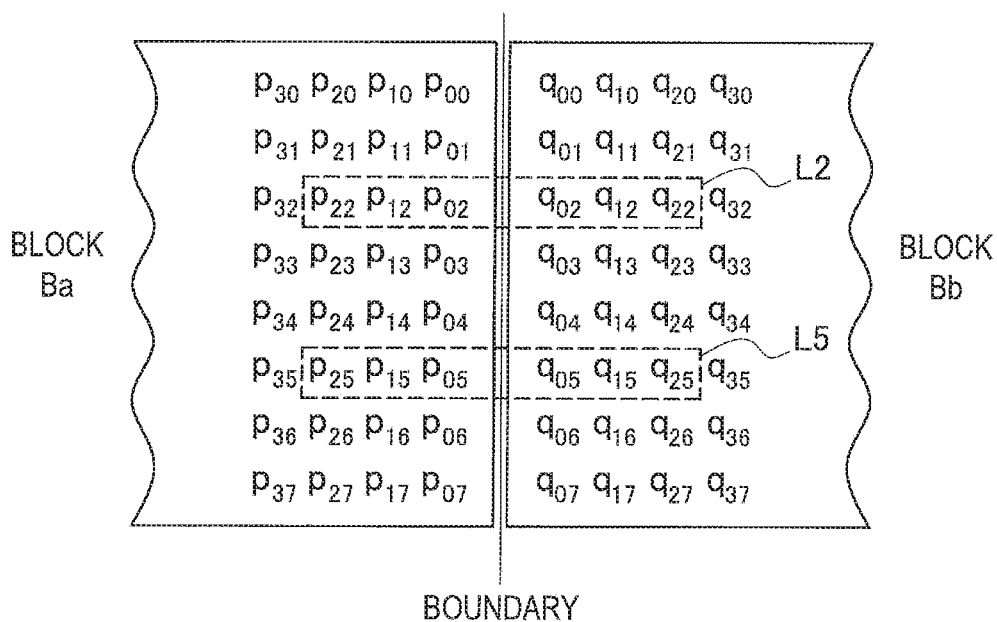 p30 p20 p10 p00 q00 q10 q20 q30
p31 p21 p11 p01 q01 q11 q21 q31
L2
p32 p22 p12 p02 q02 q12 q22 q32
BLOCK Ba
p33 p23 p13 p03 q03 q13 q23 q33
BLOCK Bb
p34 p24 p14 p04 q04 q14 q24 q34
L5
p35 p25 p15 p05 q05 q15 q25 q35
p36 p26 p16 p06 q06 q16 q26 q36
p37 p27 p17 p07 q07 q17 q27 q37
BOUNDARY